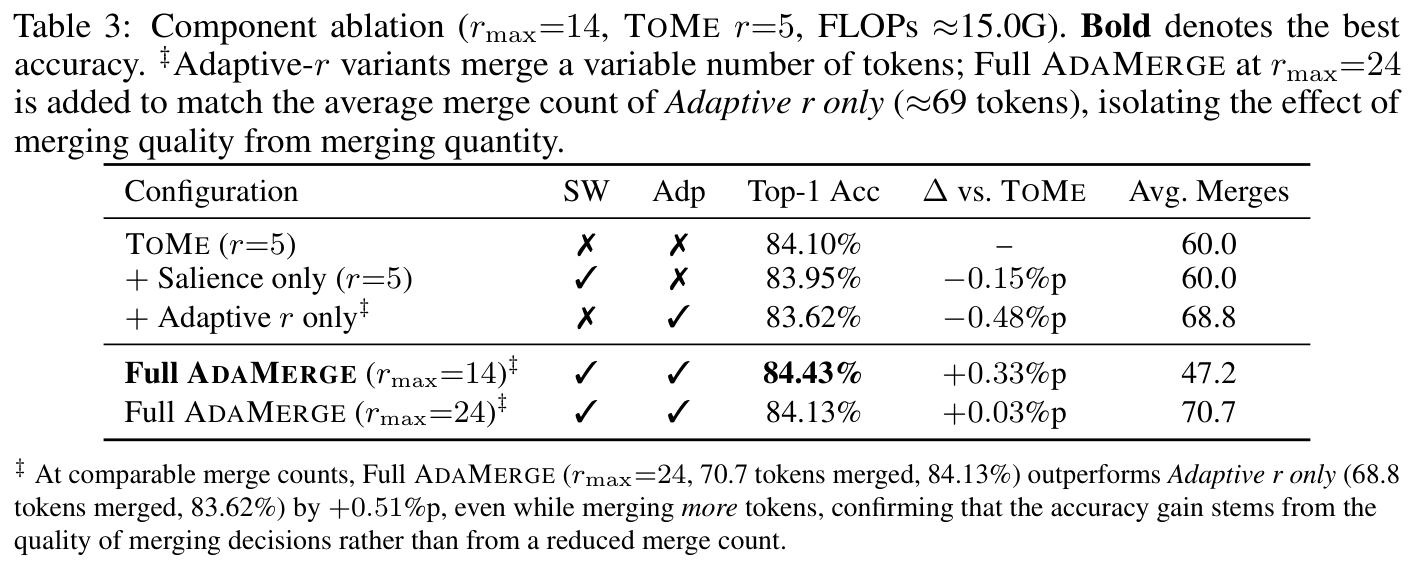 Table 3: Component ablation (r_max=14, TOME r=5, FLOPs ≈15.0G). Bold denotes the best
accuracy. ‡Adaptive-r variants merge a variable number of tokens; Full ADAMERGE at r_max=24
is added to match the average merge count of Adaptive r only (≈69 tokens), isolating the effect of
merging quality from merging quantity.
Configuration SW Adp Top-1 Acc Δ vs. TOME Avg. Merges
TOME (r=5) ✗ ✗ 84.10% – 60.0
+ Salience only (r=5) ✓ ✗ 83.95% −0.15%p 60.0
+ Adaptive r only‡ ✗ ✓ 83.62% −0.48%p 68.8
Full ADAMERGE (r_max=14)‡ ✓ ✓ 84.43% +0.33%p 47.2
Full ADAMERGE (r_max=24)‡ ✓ ✓ 84.13% +0.03%p 70.7
‡ At comparable merge counts, Full ADAMERGE (r_max=24, 70.7 tokens merged, 84.13%) outperforms Adaptive r only (68.8
tokens merged, 83.62%) by +0.51%p, even while merging more tokens, confirming that the accuracy gain stems from the
quality of merging decisions rather than from a reduced merge count.